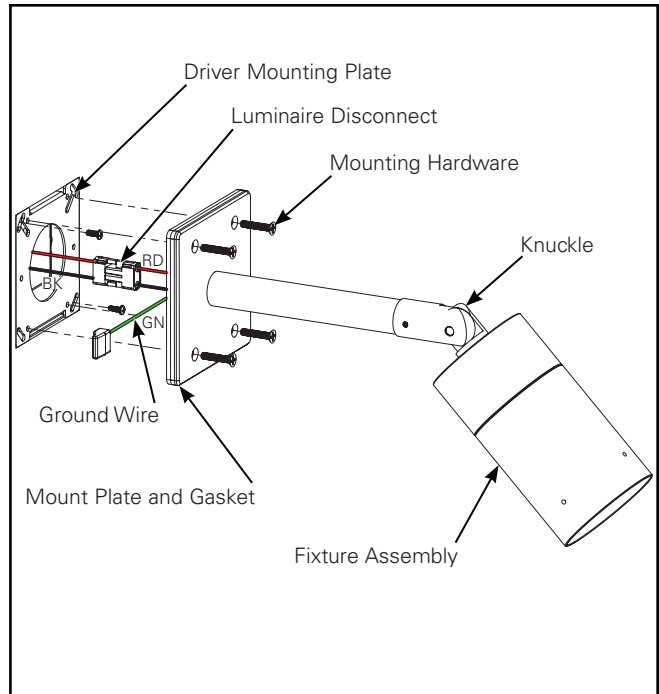 Driver Mounting Plate
Luminaire Disconnect
Mounting Hardware
Knuckle
RD
BK
GN
Ground Wire
Mount Plate and Gasket
Fixture Assembly